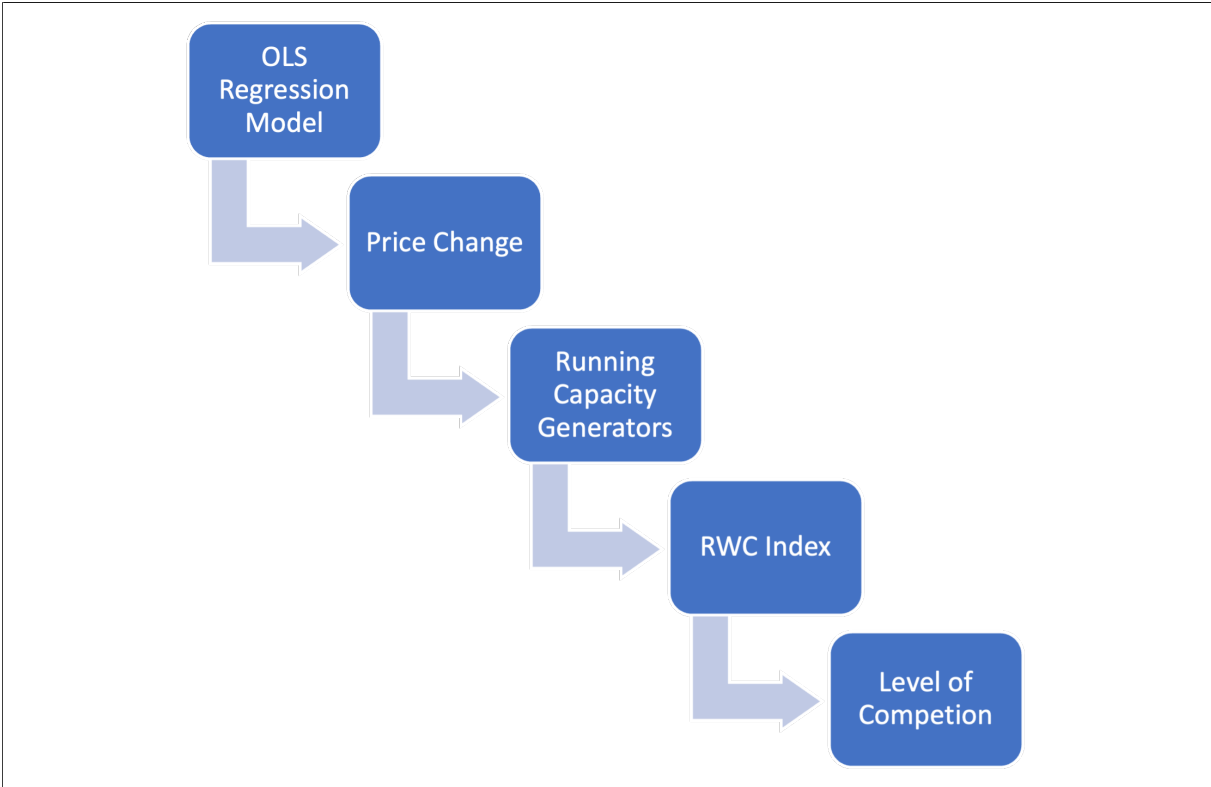 OLS
Regression
Model
Price Change
Running
Capacity
Generators
RWC Index
Level of
Competion